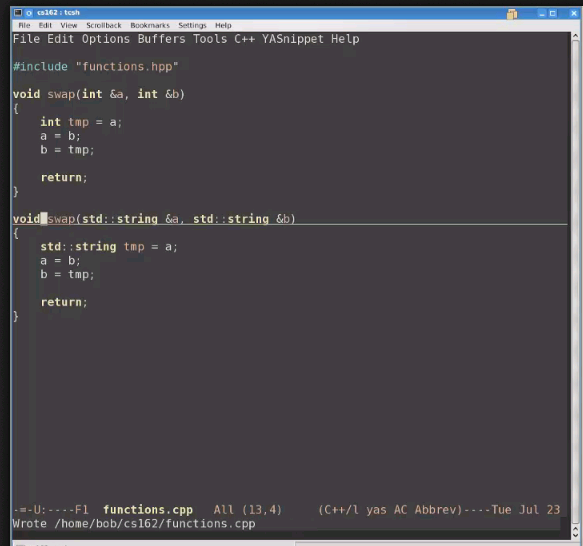 cs162 : tcsh
File Edit View Scrollback Bookmarks Settings Help
File Edit Options Buffers Tools C++ YASnippet Help
#include "functions.hpp"
void swap(int &a, int &b)
{
int tmp = a;
a = b;
b = tmp;
return;
}
void swap(std::string &a, std::string &b)
{
std::string tmp = a;
a = b;
b = tmp;
return;
}
-=-U:----F1 functions.cpp All (13,4) (C++/l yas AC Abbrev)----Tue Jul 23
Wrote /home/bob/cs162/functions.cpp